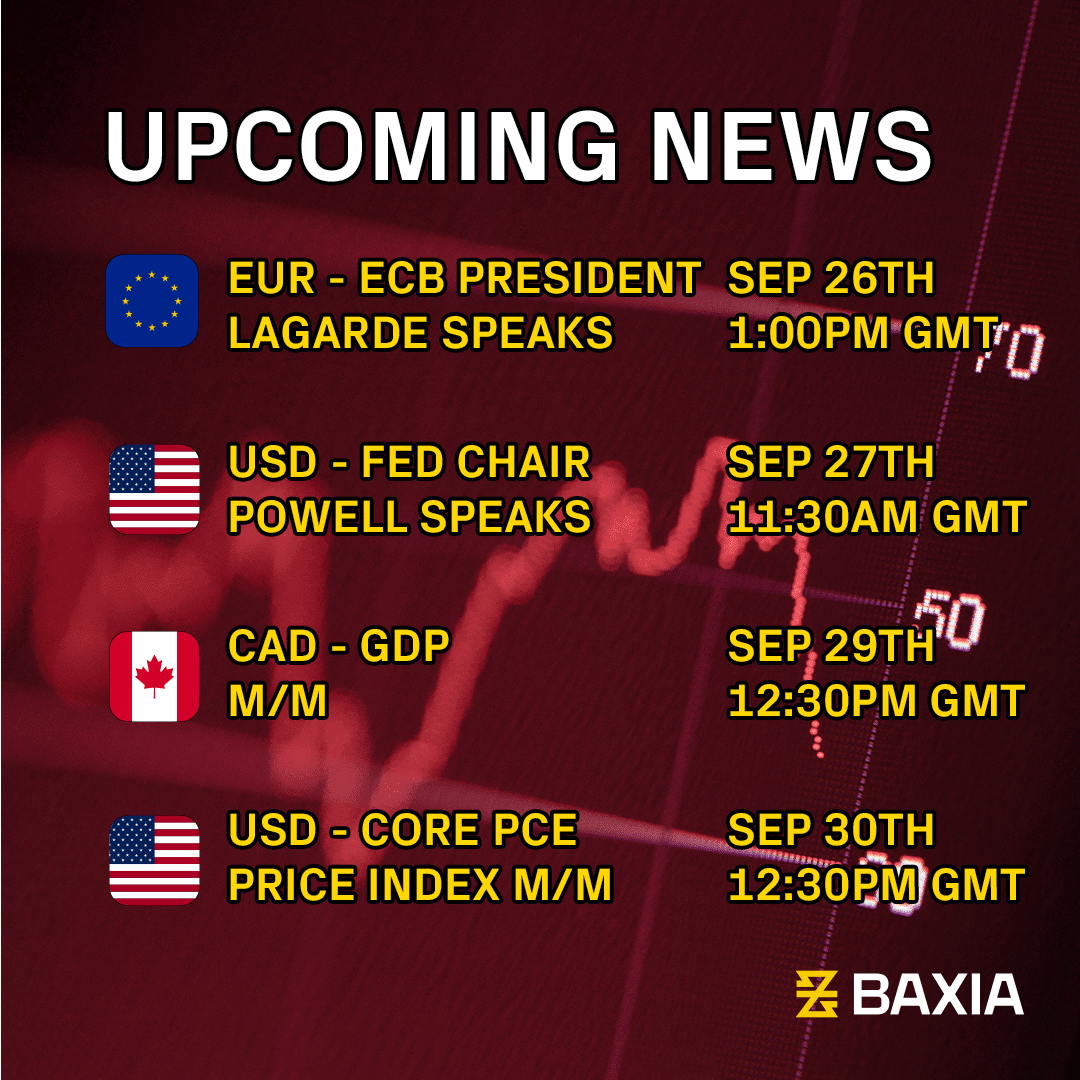 UPCOMING NEWS
EUR - ECB PRESIDENT
LAGARDE SPEAKS
SEP 26TH
1:00PM GMT
70
USD - FED CHAIR
POWELL SPEAKS
SEP 27TH
11:30AM GMT
CAD - GDP
M/M
SEP 29TH
12:30PM GMT
USD - CORE PCE
PRICE INDEX M/M
SEP 30TH
12:30PM GMT
BAXIA